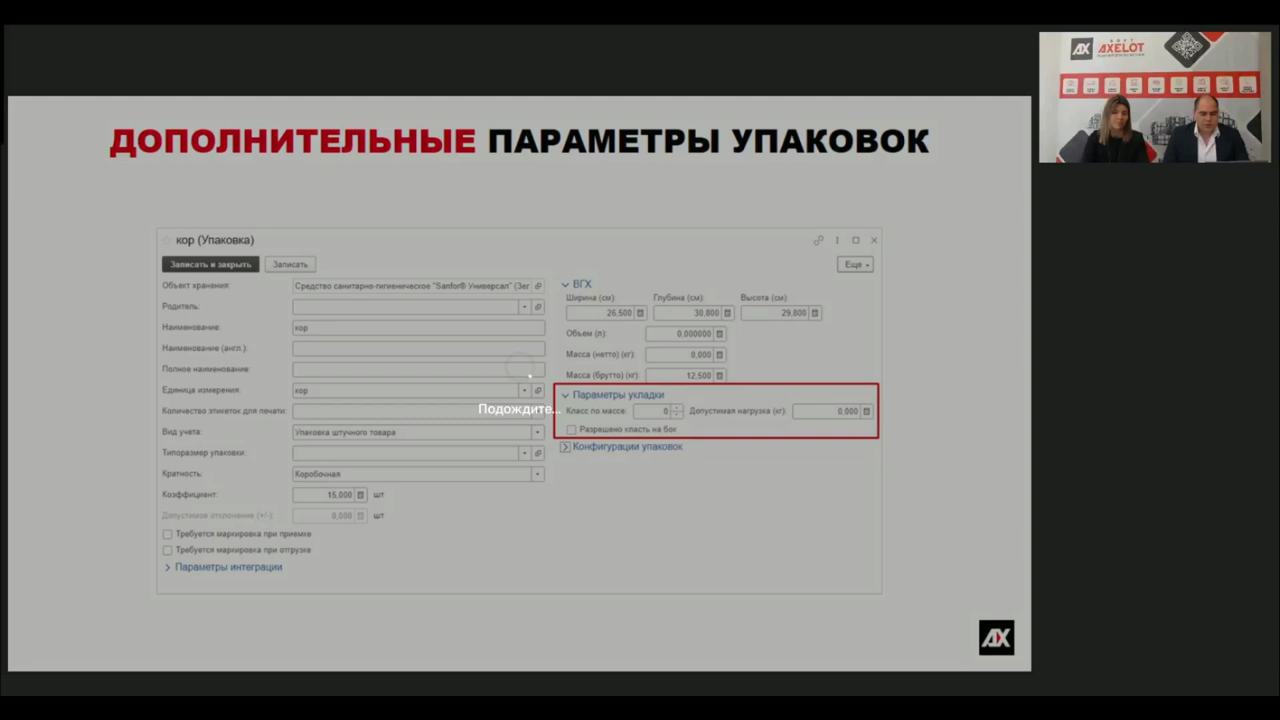 AXELOT
ДОПОЛНИТЕЛЬНЫЕ ПАРАМЕТРЫ УПАКОВОК
кор (Упаковка)
Записать и закрыть
Записать
Еще
Объект хранения:
Средство санитарно-гигиеническое "Sanfor® Универсал" (Зел
Родитель:
Наименование:
кор
Наименование (англ.):
Полное наименование:
Единица измерения:
кор
Количество этикеток для печати:
Вид учета:
Упаковка штучного товара
Типоразмер упаковки:
Кратность:
Коробочная
Коэффициент:
15,000
шт
Допустимое отклонение (+/-):
0,000
шт
Требуется маркировка при приемке
Требуется маркировка при отгрузке
Параметры интеграции
ВГХ
Ширина (см):
Глубина (см):
Высота (см)
26,500
30,800
29,800
Объем (л):
0,000000
Масса (нетто) (кг):
0,000
Масса (брутто) (кг):
12,500
Параметры укладки
Класс по массе:
0
Допустимая нагрузка (кг):
0,000
Разрешено класть на бок
Конфигурации упаковок
Подождите...
AX